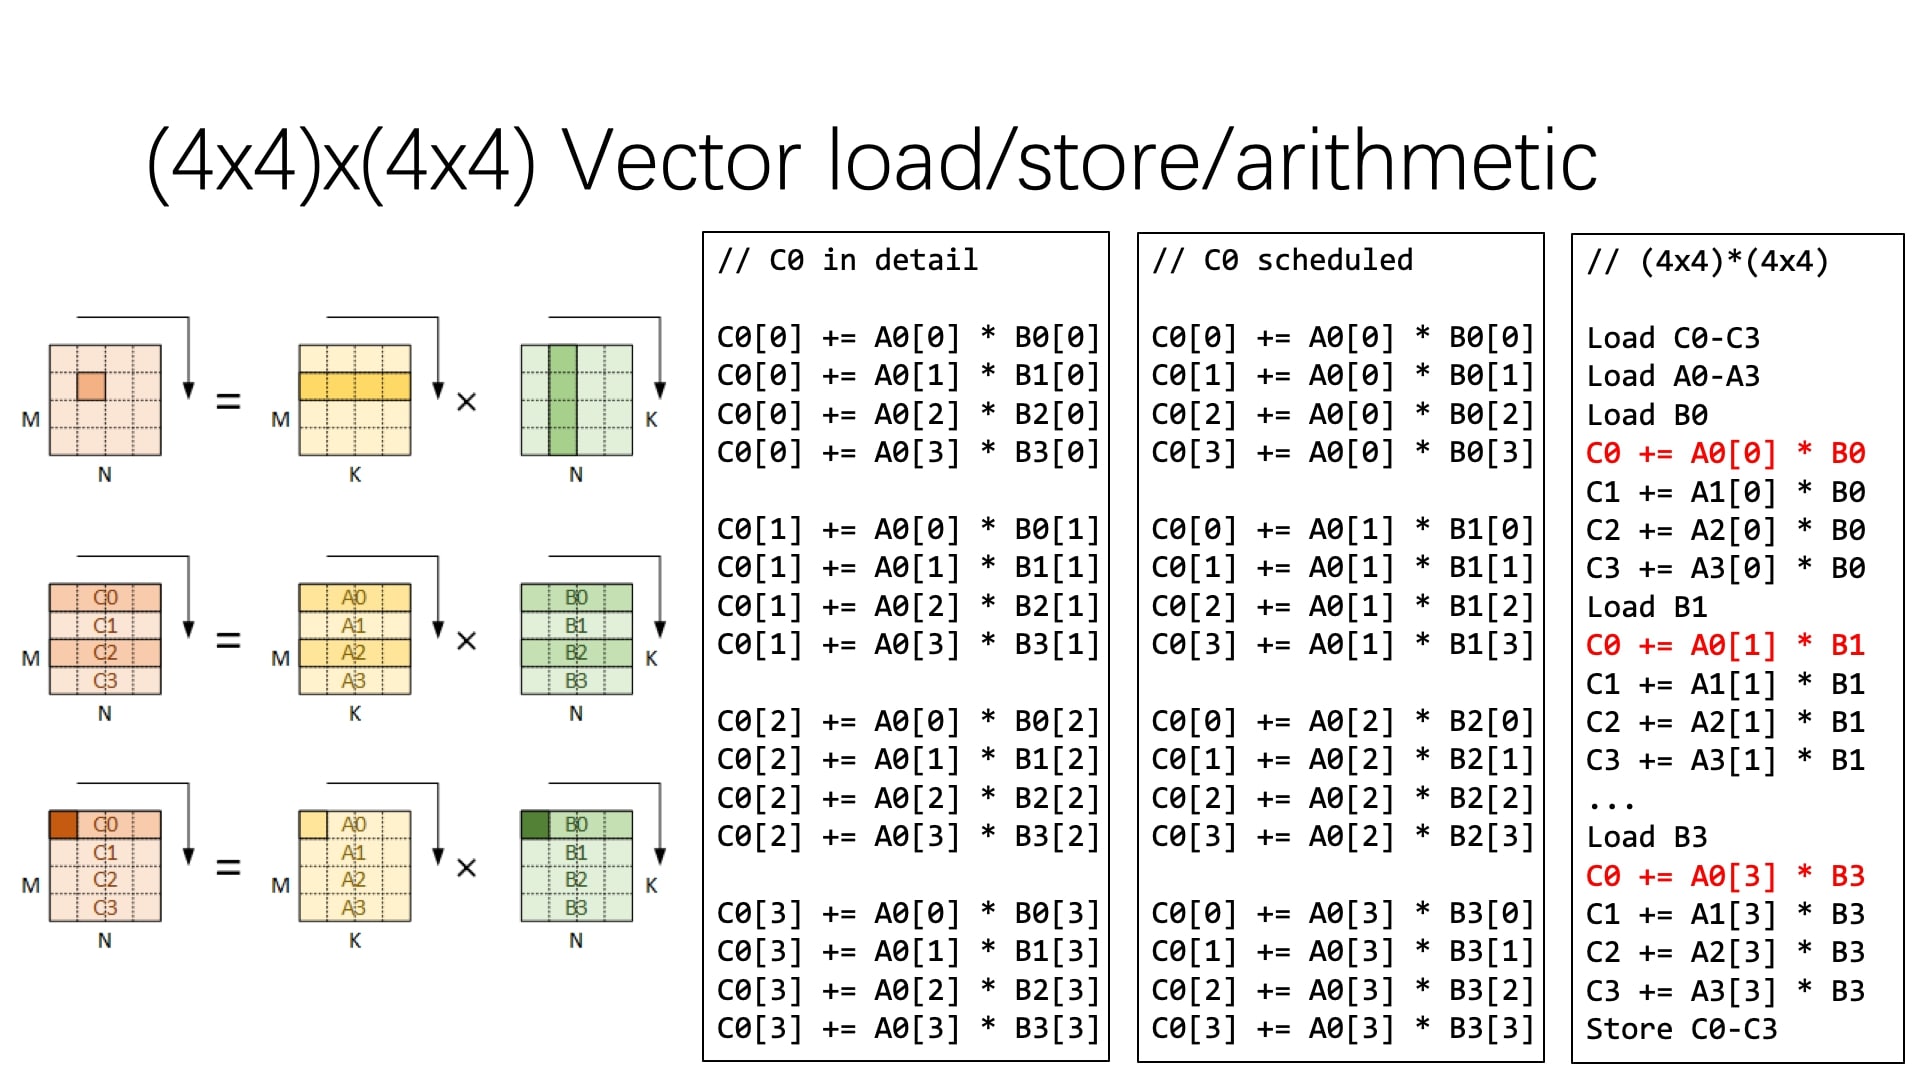 (4x4)x(4x4) Vector load/store/arithmetic
M
N
=
M
K
×
K
N
C0
C1
C2
C3
M
N
=
A0
A1
A2
A3
M
K
×
B0
B1
B2
B3
K
N
C0
C1
C2
C3
M
N
=
A0
A1
A2
A3
M
K
×
B0
B1
B2
B3
K
N
// C0 in detail
C0[0] += A0[0] * B0[0]
C0[0] += A0[1] * B1[0]
C0[0] += A0[2] * B2[0]
C0[0] += A0[3] * B3[0]
C0[1] += A0[0] * B0[1]
C0[1] += A0[1] * B1[1]
C0[1] += A0[2] * B2[1]
C0[1] += A0[3] * B3[1]
C0[2] += A0[0] * B0[2]
C0[2] += A0[1] * B1[2]
C0[2] += A0[2] * B2[2]
C0[2] += A0[3] * B3[2]
C0[3] += A0[0] * B0[3]
C0[3] += A0[1] * B1[3]
C0[3] += A0[2] * B2[3]
C0[3] += A0[3] * B3[3]
// C0 scheduled
C0[0] += A0[0] * B0[0]
C0[1] += A0[0] * B0[1]
C0[2] += A0[0] * B0[2]
C0[3] += A0[0] * B0[3]
C0[0] += A0[1] * B1[0]
C0[1] += A0[1] * B1[1]
C0[2] += A0[1] * B1[2]
C0[3] += A0[1] * B1[3]
C0[0] += A0[2] * B2[0]
C0[1] += A0[2] * B2[1]
C0[2] += A0[2] * B2[2]
C0[3] += A0[2] * B2[3]
C0[0] += A0[3] * B3[0]
C0[1] += A0[3] * B3[1]
C0[2] += A0[3] * B3[2]
C0[3] += A0[3] * B3[3]
// (4x4)*(4x4)
Load C0-C3
Load A0-A3
Load B0
C0 += A0[0] * B0
C1 += A1[0] * B0
C2 += A2[0] * B0
C3 += A3[0] * B0
Load B1
C0 += A0[1] * B1
C1 += A1[1] * B1
C2 += A2[1] * B1
C3 += A3[1] * B1
...
Load B3
C0 += A0[3] * B3
C1 += A1[3] * B3
C2 += A2[3] * B3
C3 += A3[3] * B3
Store C0-C3